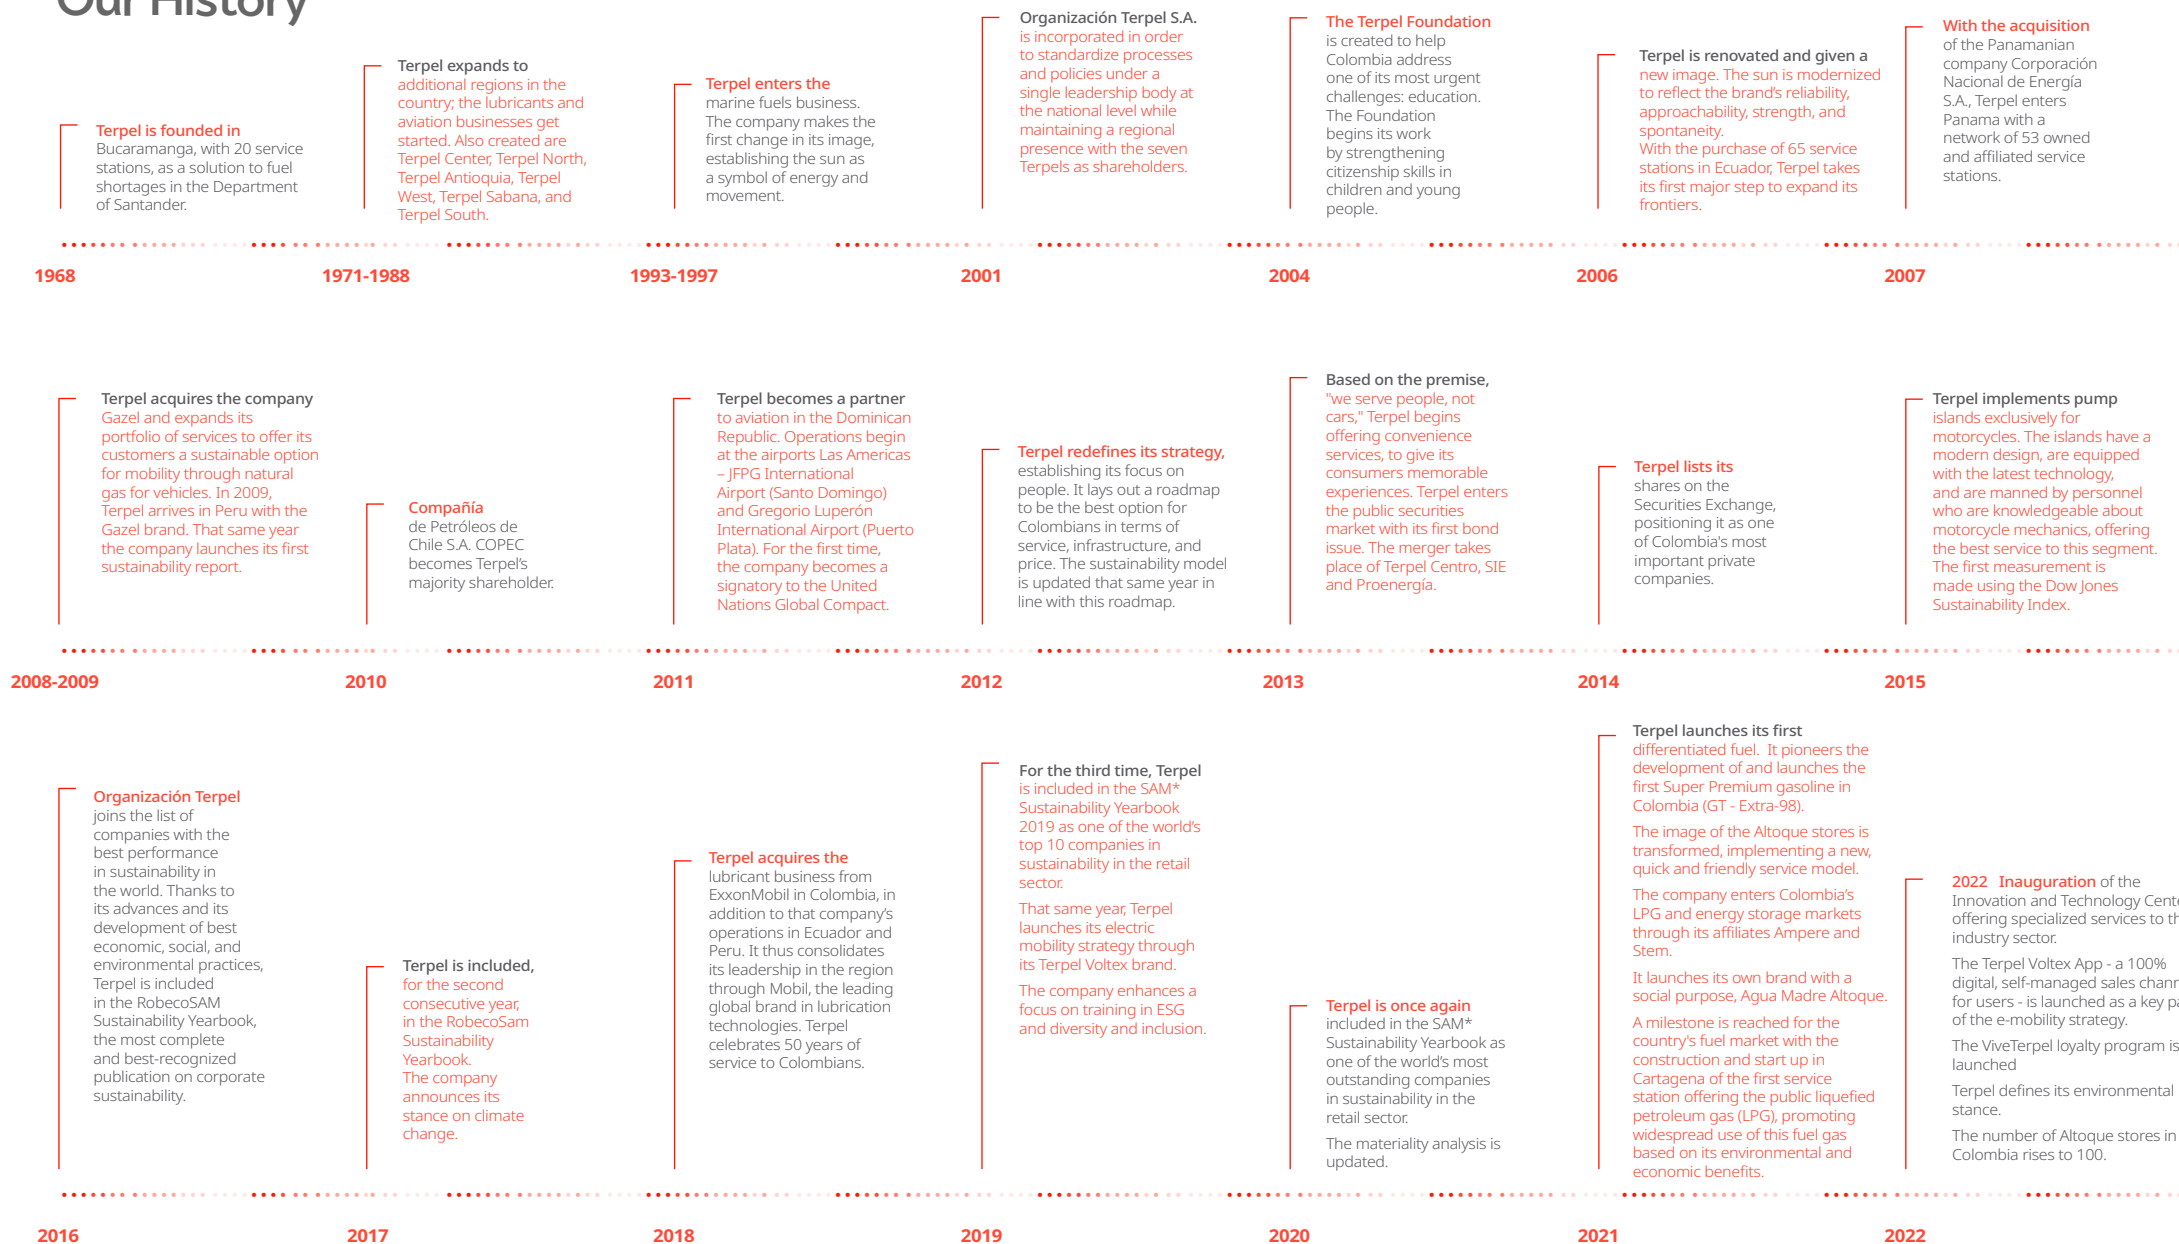 Our History
Terpel is founded in
Bucaramanga, with 20 service
stations, as a solution to fuel
shortages in the Department
of Santander.
1968
Terpel expands to
additional regions in the
country; the lubricants and
aviation businesses get
started. Also created are
Terpel Center, Terpel North,
Terpel Antioquia, Terpel
West, Terpel Sabana, and
Terpel South.
1971-1988
Terpel enters the
marine fuels business.
The company makes the
first change in its image,
establishing the sun as
a symbol of energy and
movement.
1993-1997
Organización Terpel S.A.
is incorporated in order
to standardize processes
and policies under a
single leadership body at
the national level while
maintaining a regional
presence with the seven
Terpels as shareholders.
2001
The Terpel Foundation
is created to help
Colombia address
one of its most urgent
challenges: education.
The Foundation
begins its work
by strengthening
citizenship skills in
children and young
people.
2004
Terpel is renovated and given a
new image. The sun is modernized
to reflect the brand's reliability,
approachability, strength, and
spontaneity.
With the purchase of 65 service
stations in Ecuador, Terpel takes
its first major step to expand its
frontiers.
2006
With the acquisition
of the Panamanian
company Corporación
Nacional de Energía
S.A., Terpel enters
Panama with a
network of 53 owned
and affiliated service
stations.
2007
Terpel acquires the company
Gazel and expands its
portfolio of services to offer its
customers a sustainable option
for mobility through natural
gas for vehicles. In 2009,
Terpel arrives in Peru with the
Gazel brand. That same year
the company launches its first
sustainability report.
2008-2009
Compañía
de Petróleos de
Chile S.A. COPEC
becomes Terpel's
majority shareholder.
2010
Terpel becomes a partner
to aviation in the Dominican
Republic. Operations begin
at the airports Las Americas
– JFPG International
Airport (Santo Domingo)
and Gregorio Luperón
International Airport (Puerto
Plata). For the first time,
the company becomes a
signatory to the United
Nations Global Compact.
2011
Terpel redefines its strategy,
establishing its focus on
people. It lays out a roadmap
to be the best option for
Colombians in terms of
service, infrastructure, and
price. The sustainability model
is updated that same year in
line with this roadmap.
2012
Based on the premise,
"we serve people, not
cars," Terpel begins
offering convenience
services, to give its
consumers memorable
experiences. Terpel enters
the public securities
market with its first bond
issue. The merger takes
place of Terpel Centro, SIE
and Proenergía.
2013
Terpel lists its
shares on the
Securities Exchange,
positioning it as one
of Colombia's most
important private
companies.
2014
Terpel implements pump
islands exclusively for
motorcycles. The islands have a
modern design, are equipped
with the latest technology,
and are manned by personnel
who are knowledgeable about
motorcycle mechanics, offering
the best service to this segment.
The first measurement is
made using the Dow Jones
Sustainability Index.
2015
Organización Terpel
joins the list of
companies with the
best performance
in sustainability in
the world. Thanks to
its advances and its
development of best
economic, social, and
environmental practices,
Terpel is included
in the RobecoSAM
Sustainability Yearbook,
the most complete
and best-recognized
publication on corporate
sustainability.
2016
Terpel is included,
for the second
consecutive year,
in the RobecoSam
Sustainability
Yearbook.
The company
announces its
stance on climate
change.
2017
Terpel acquires the
lubricant business from
ExxonMobil in Colombia, in
addition to that company's
operations in Ecuador and
Peru. It thus consolidates
its leadership in the region
through Mobil, the leading
global brand in lubrication
technologies. Terpel
celebrates 50 years of
service to Colombians.
2018
For the third time, Terpel
is included in the SAM*
Sustainability Yearbook
2019 as one of the world's
top 10 companies in
sustainability in the retail
sector.
That same year, Terpel
launches its electric
mobility strategy through
its Terpel Voltex brand.
The company enhances a
focus on training in ESG
and diversity and inclusion.
2019
Terpel is once again
included in the SAM*
Sustainability Yearbook as
one of the world's most
outstanding companies
in sustainability in the
retail sector.
The materiality analysis is
updated.
2020
Terpel launches its first
differentiated fuel. It pioneers the
development of and launches the
first Super Premium gasoline in
Colombia (GT - Extra-98).
The image of the Altoque stores is
transformed, implementing a new,
quick and friendly service model.
The company enters Colombia's
LPG and energy storage markets
through its affiliates Ampere and
Stem.
It launches its own brand with a
social purpose, Agua Madre Altoque.
A milestone is reached for the
country's fuel market with the
construction and start up in
Cartagena of the first service
station offering the public liquefied
petroleum gas (LPG), promoting
widespread use of this fuel gas
based on its environmental and
economic benefits.
2021
2022 Inauguration of the
Innovation and Technology
offering specialized services to
industry sector.
The Terpel Voltex App - a 100%
digital, self-managed sales
for users - is launched as a key
of the e-mobility strategy.
The ViveTerpel loyalty program is
launched
Terpel defines its environmental
stance.
The number of Altoque stores in
Colombia rises to 100.
2022